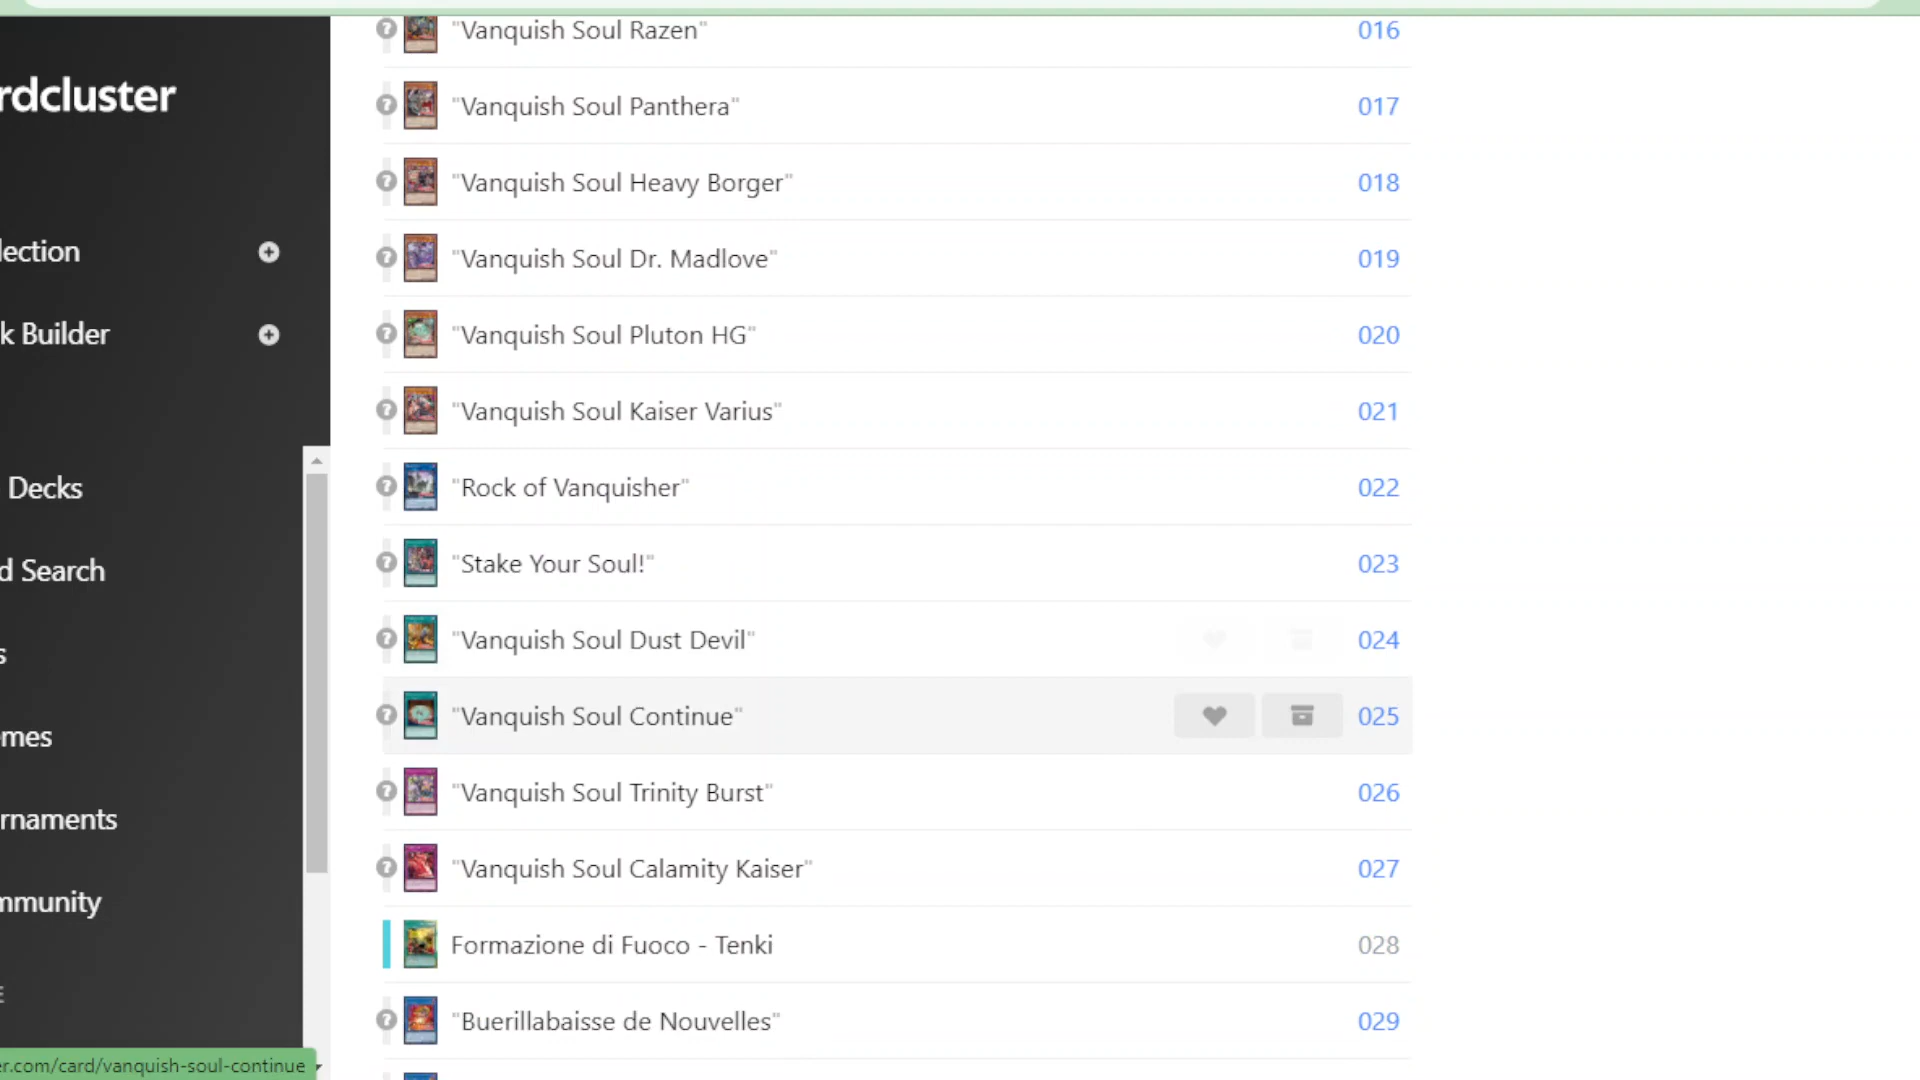 "Vanquish Soul Razen" 016
rdcluster
"Vanquish Soul Panthera" 017
"Vanquish Soul Heavy Borger" 018
lection
"Vanquish Soul Dr. Madlove" 019
k Builder
"Vanquish Soul Pluton HG" 020
"Vanquish Soul Kaiser Varius" 021
Decks
"Rock of Vanquisher" 022
d Search
"Stake Your Soul!" 023
s
"Vanquish Soul Dust Devil" 024
emes
"Vanquish Soul Continue" 025
rnaments
"Vanquish Soul Trinity Burst" 026
mmunity
"Vanquish Soul Calamity Kaiser" 027
Formazione di Fuoco - Tenki 028
E
"Buerillabaisse de Nouvelles" 029
er.com/card/vanquish-soul-continue